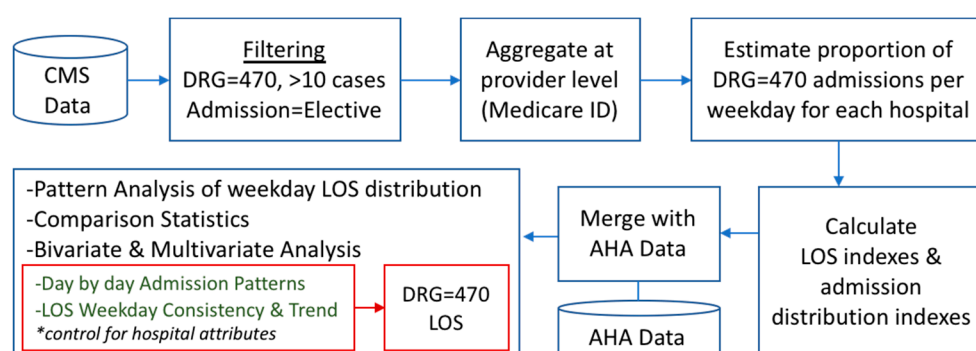 CMS
Data
Filtering
DRG=470, >10 cases
Admission=Elective
Aggregate at
provider level
(Medicare ID)
Estimate proportion of
DRG=470 admissions per
weekday for each hospital
Calculate
LOS indexes &
admission
distribution indexes
Merge with
AHA Data
AHA Data
-Pattern Analysis of weekday LOS distribution
-Comparison Statistics
-Bivariate & Multivariate Analysis
-Day by day Admission Patterns
-LOS Weekday Consistency & Trend
*control for hospital attributes
DRG=470
LOS